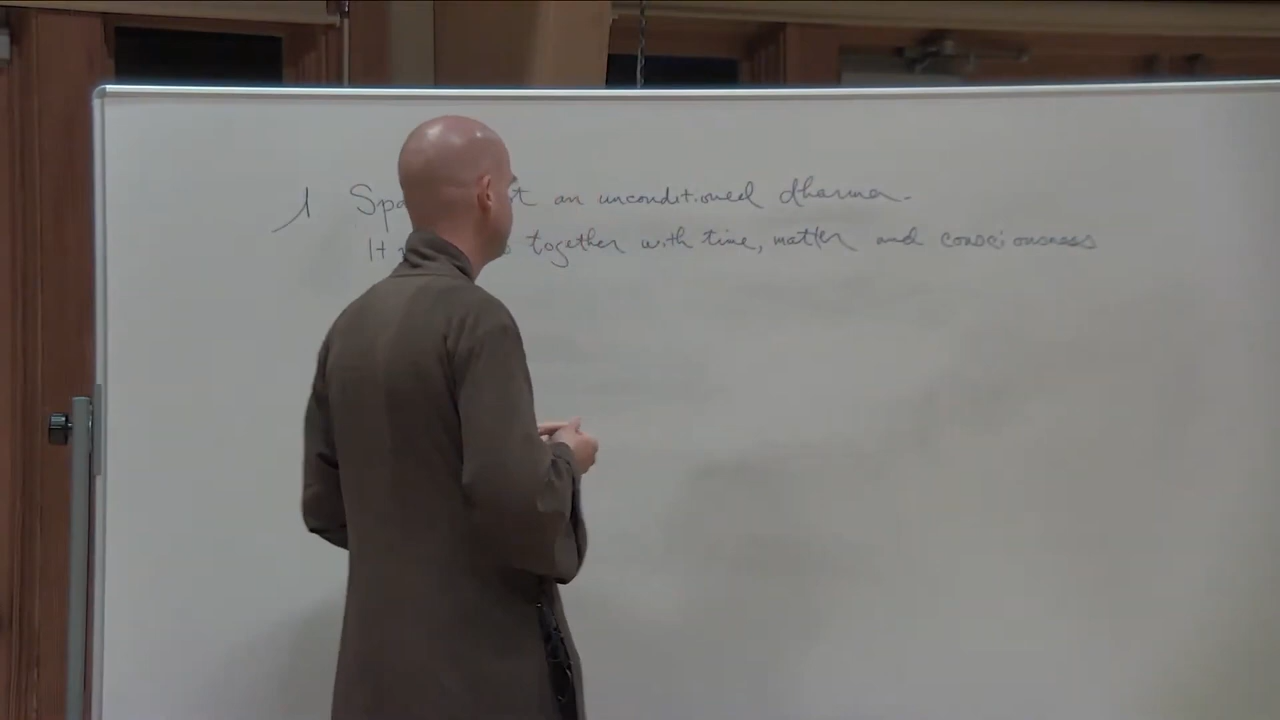 1 Spa t an unconditioned dharma.
It together with time, matter and consciousness